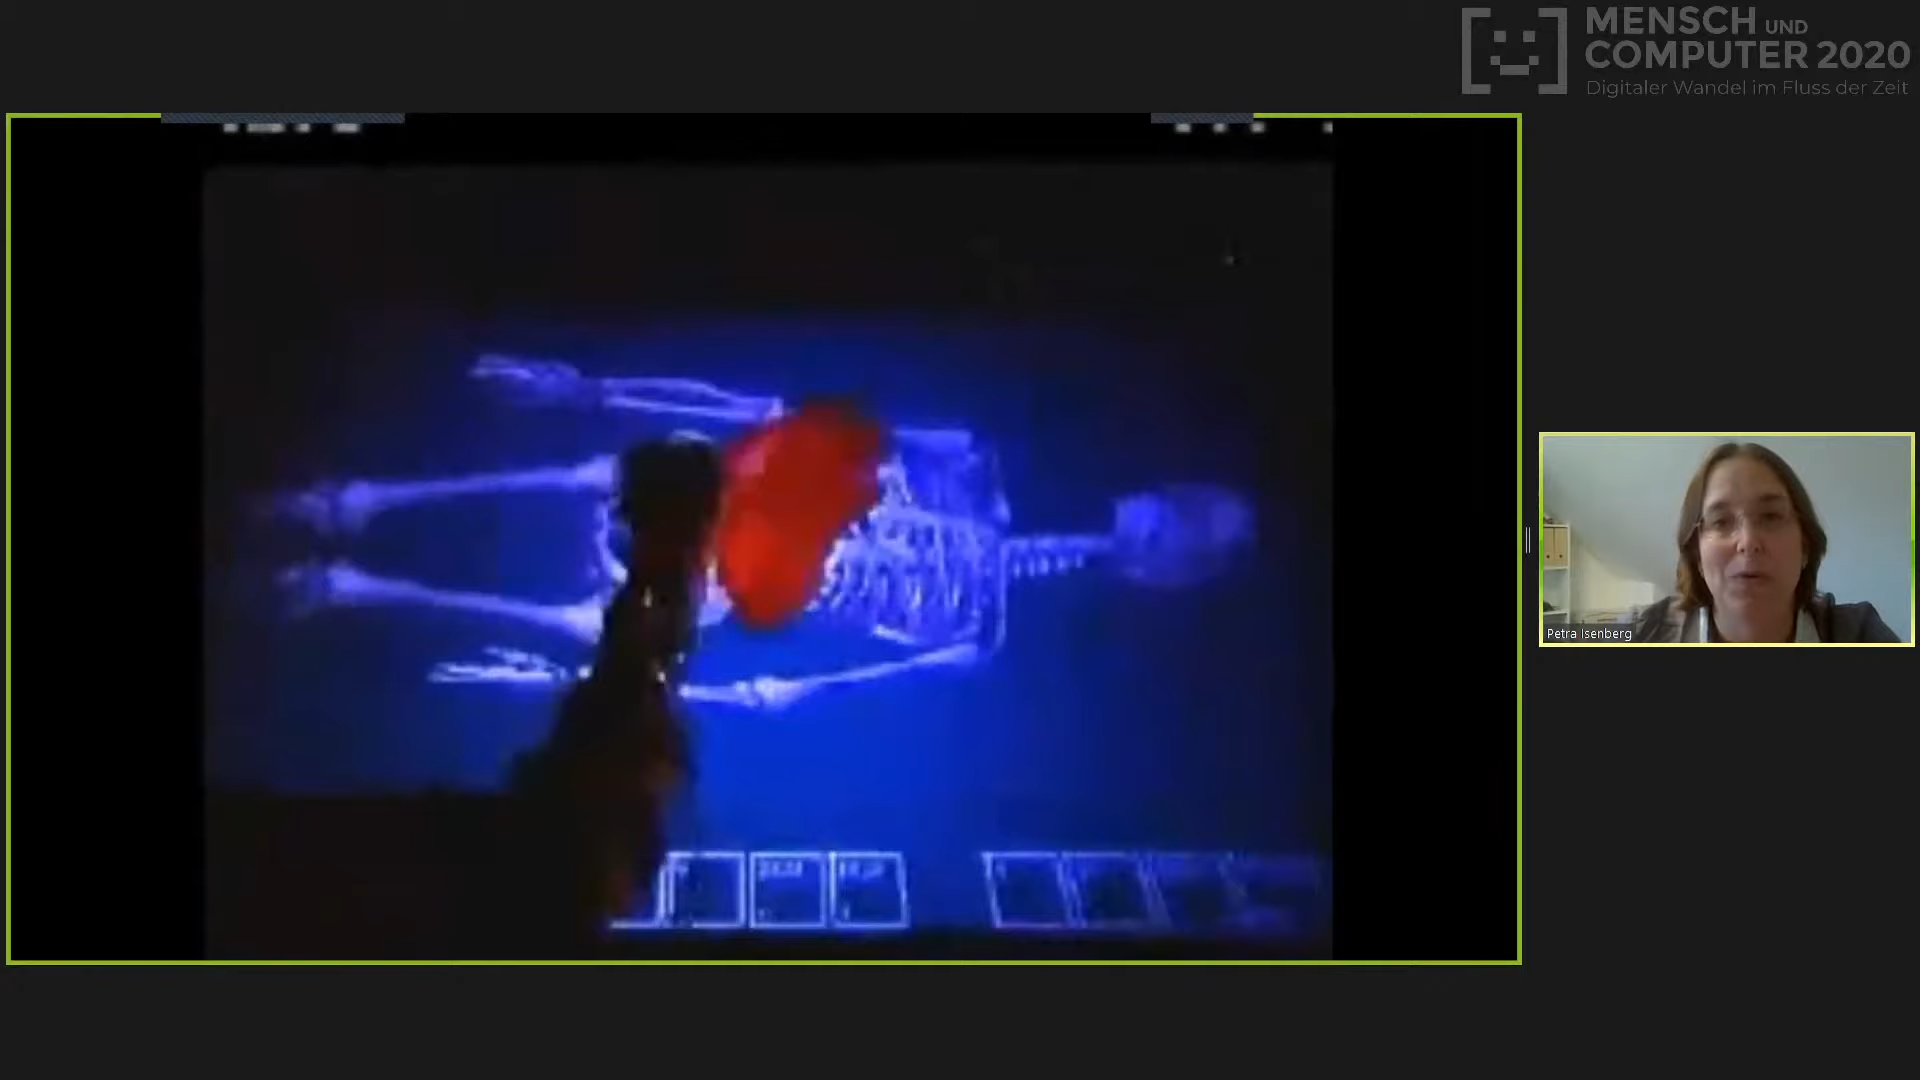 MENSCH UND
COMPUTER 2020
Digitaler Wandel im Fluss der Zeit
Petra Isenberg